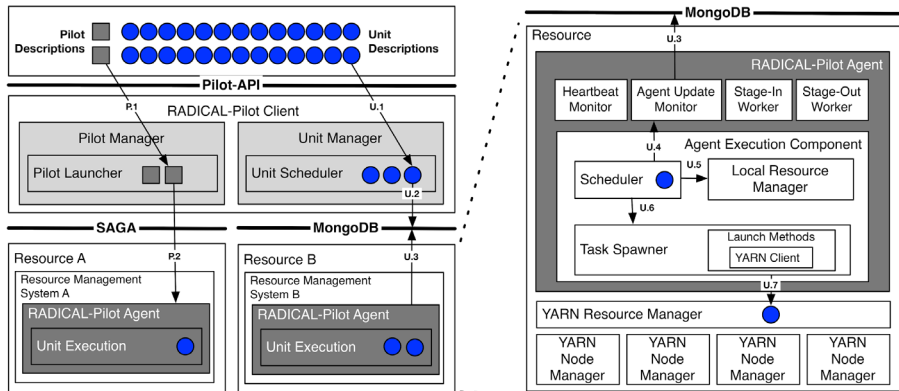 Pilot
Descriptions
Unit
Descriptions
Pilot-API
P.1
U.1
RADICAL-Pilot Client
Pilot Manager
Pilot Launcher
Unit Manager
Unit Scheduler
U.2
SAGA
MongoDB
P.2
U.3
Resource A
Resource Management
System A
RADICAL-Pilot Agent
Unit Execution
Resource B
Resource Management
System B
RADICAL-Pilot Agent
Unit Execution
MongoDB
Resource
U.3
RADICAL-Pilot Agent
Heartbeat
Monitor
Agent Update
Monitor
Stage-In
Worker
Stage-Out
Worker
U.4
Agent Execution Component
Scheduler
U.5
Local Resource
Manager
U.6
Task Spawner
Launch Methods
YARN Client
U.7
YARN Resource Manager
YARN
Node
Manager
YARN
Node
Manager
YARN
Node
Manager
YARN
Node
Manager